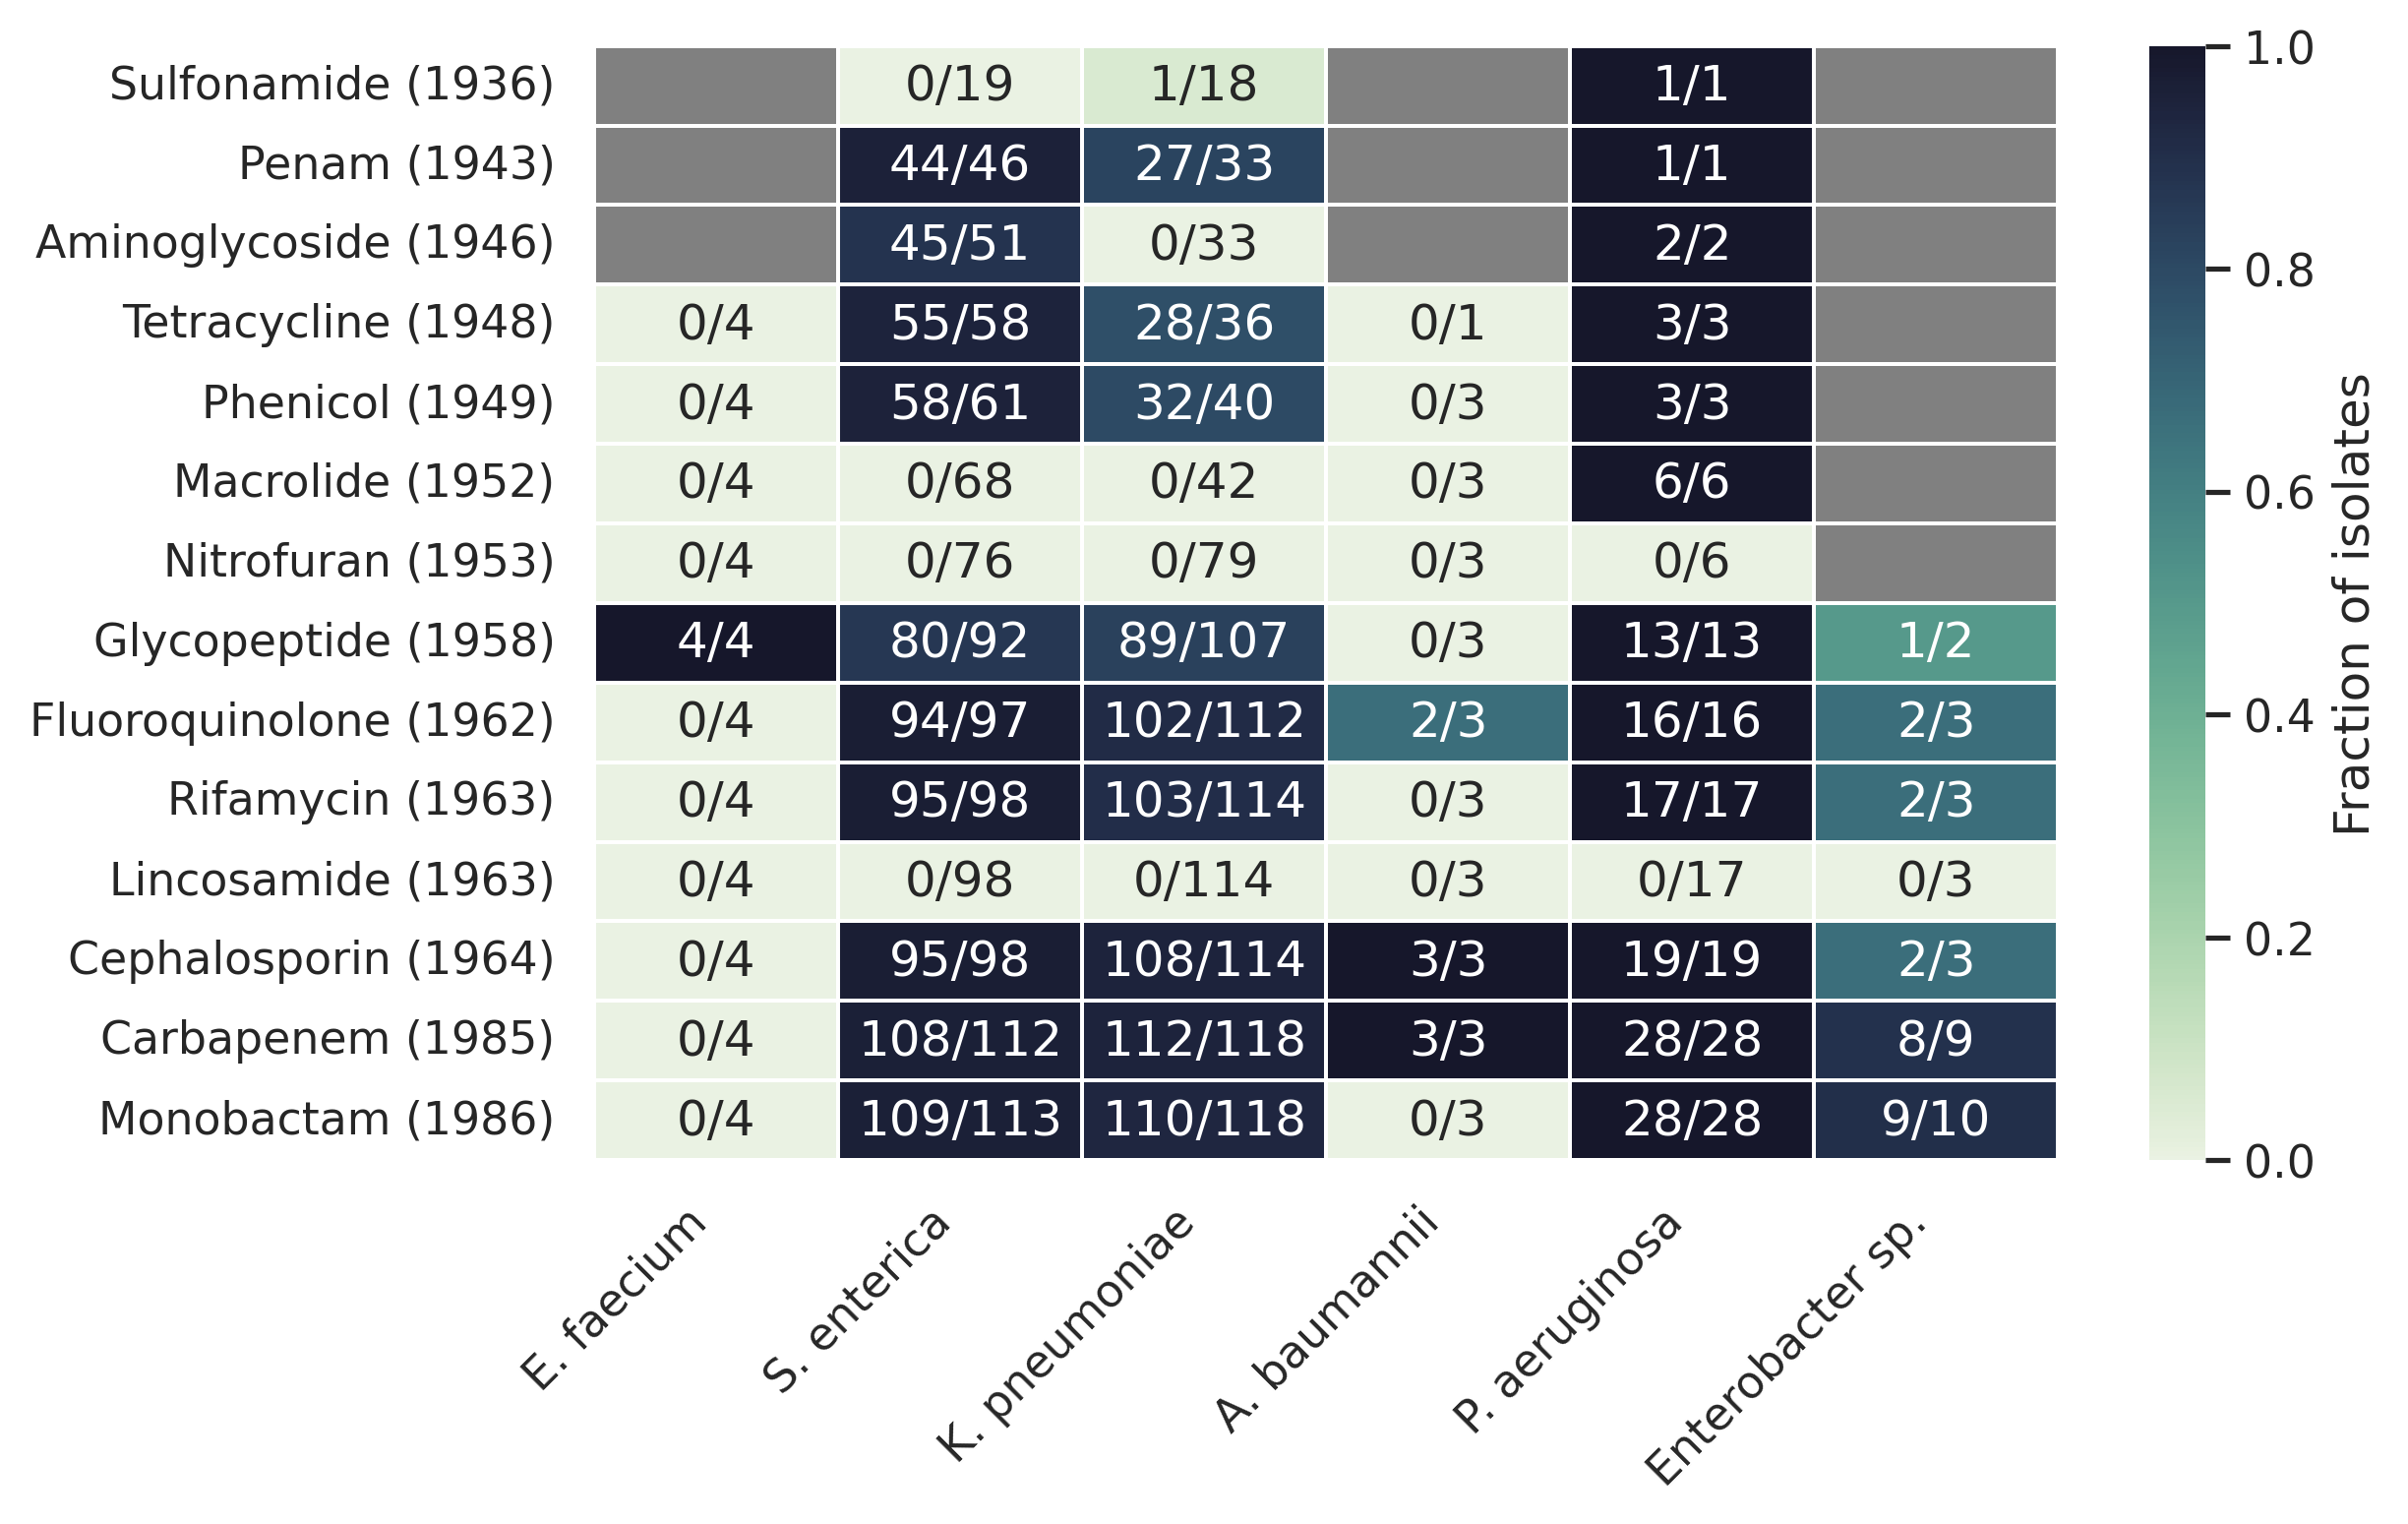 Sulfonamide (1936) 0/19 1/18 1/1
Penam (1943) 44/46 27/33 1/1
Aminoglycoside (1946) 45/51 0/33 2/2
Tetracycline (1948) 0/4 55/58 28/36 0/1 3/3
Phenicol (1949) 0/4 58/61 32/40 0/3 3/3
Macrolide (1952) 0/4 0/68 0/42 0/3 6/6
Nitrofuran (1953) 0/4 0/76 0/79 0/3 0/6
Glycopeptide (1958) 4/4 80/92 89/107 0/3 13/13 1/2
Fluoroquinolone (1962) 0/4 94/97 102/112 2/3 16/16 2/3
Rifamycin (1963) 0/4 95/98 103/114 0/3 17/17 2/3
Lincosamide (1963) 0/4 0/98 0/114 0/3 0/17 0/3
Cephalosporin (1964) 0/4 95/98 108/114 3/3 19/19 2/3
Carbapenem (1985) 0/4 108/112 112/118 3/3 28/28 8/9
Monobactam (1986) 0/4 109/113 110/118 0/3 28/28 9/10
E. faecium
S. enterica
K. pneumoniae
A. baumannii
P. aeruginosa
Enterobacter sp.
1.0
0.8
0.6
0.4
0.2
0.0
Fraction of isolates